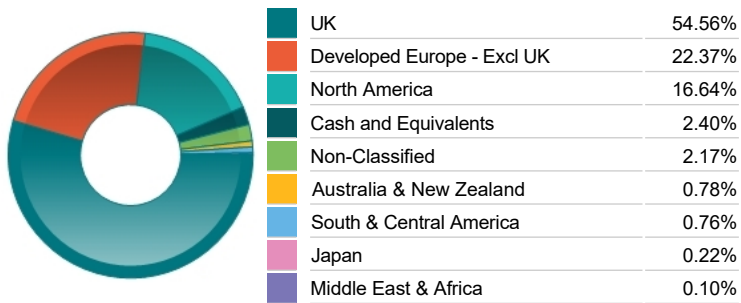 UK 54.56%
Developed Europe - Excl UK 22.37%
North America 16.64%
Cash and Equivalents 2.40%
Non-Classified 2.17%
Australia & New Zealand 0.78%
South & Central America 0.76%
Japan 0.22%
Middle East & Africa 0.10%